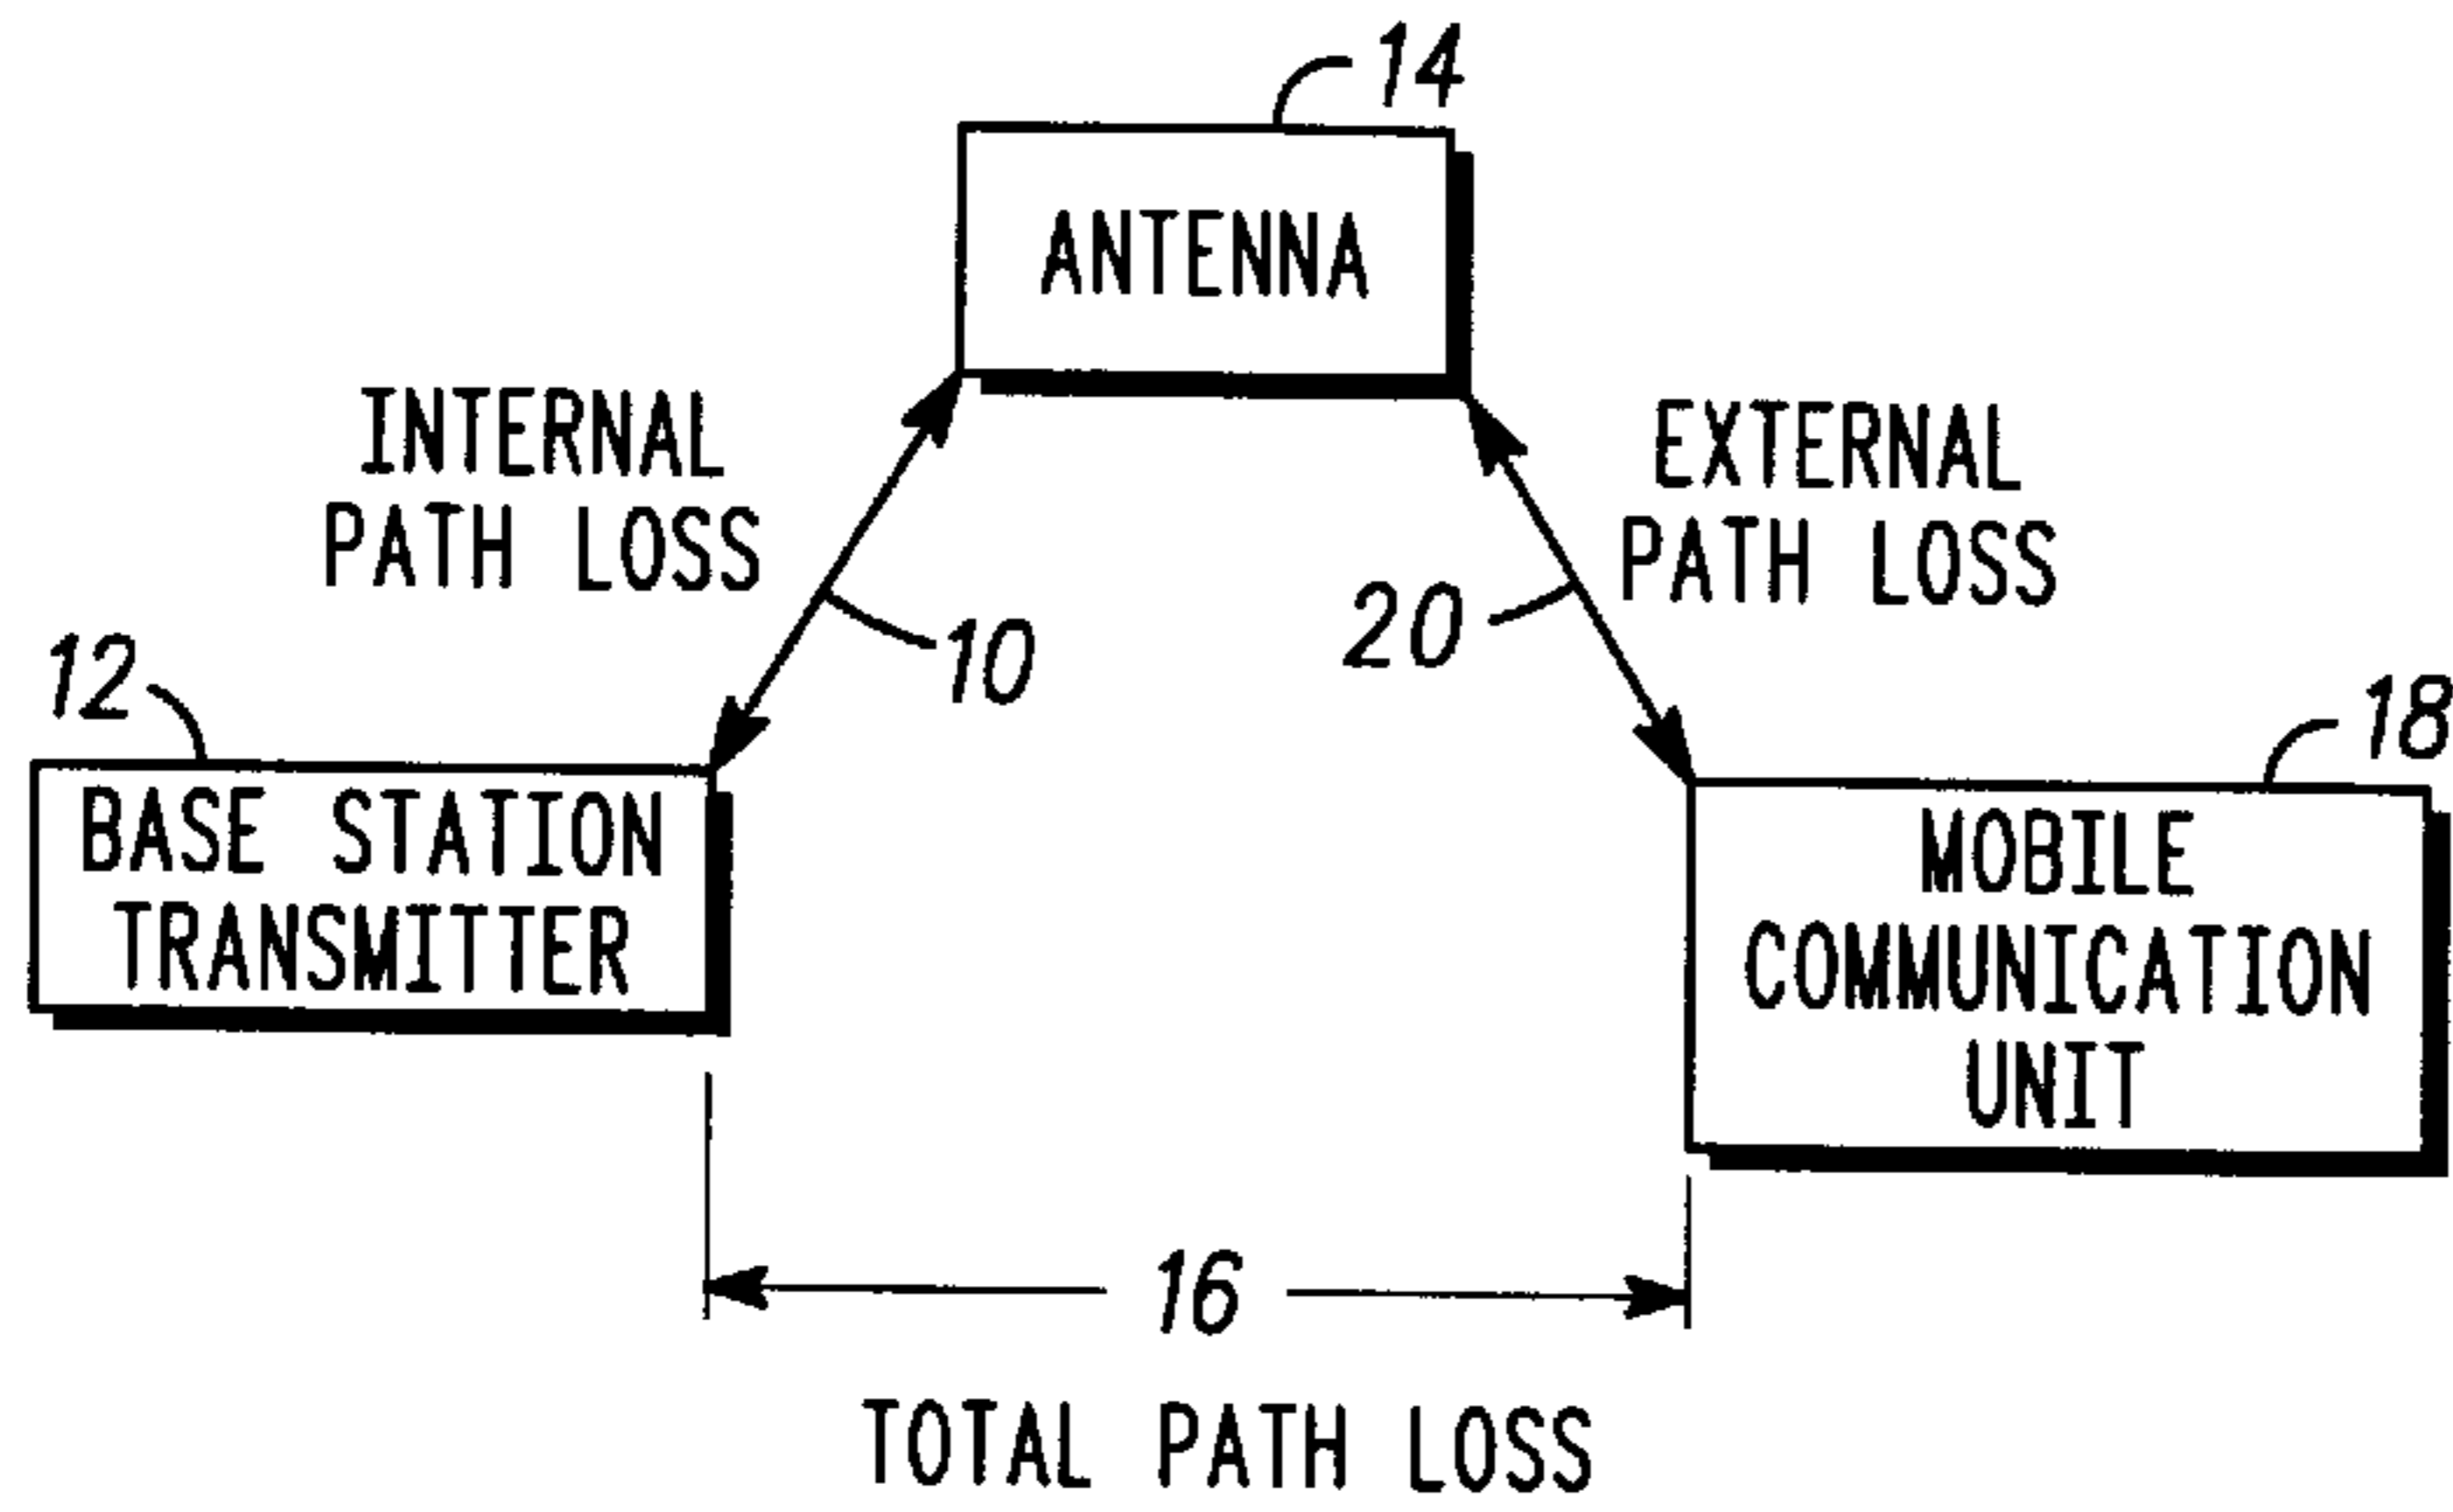 14
ANTENNA
INTERNAL
PATH LOSS
EXTERNAL
PATH LOSS
10
20
12
BASE STATION
TRANSMITTER
18
MOBILE
COMMUNICATION
UNIT
16
TOTAL PATH LOSS